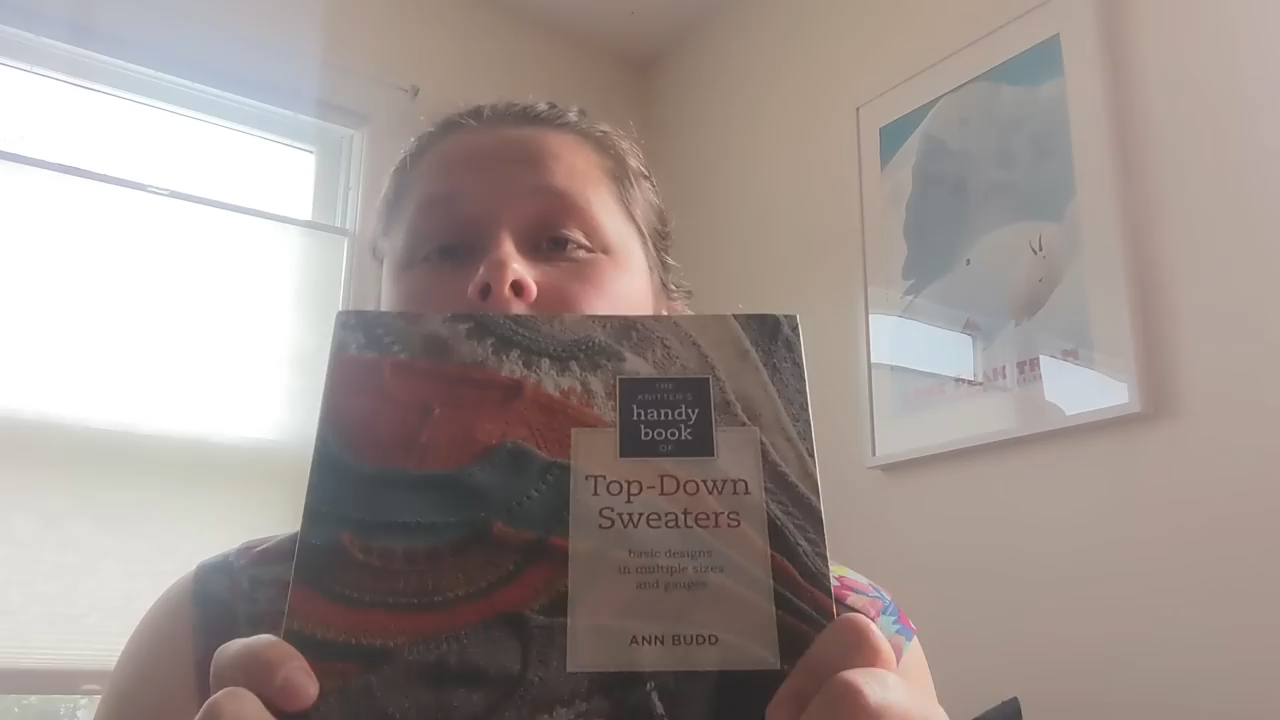 THE
KNITTER'S
handy
book
OF
Top-Down
Sweaters
basic designs
in multiple sizes
and gauges
ANN BUDD